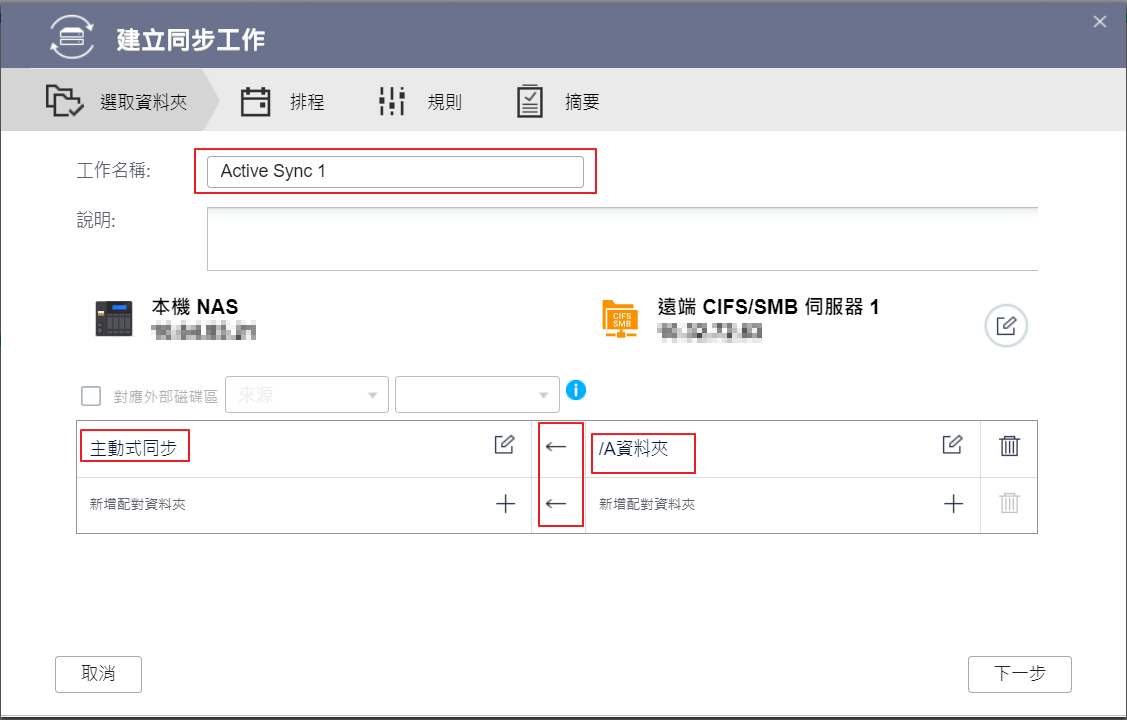 建立同步工作
選取資料夾 排程 規則 摘要
工作名稱: Active Sync 1
說明:
本機 NAS
CIFS SMB
遠端 CIFS/SMB 伺服器 1
對應外部磁碟區 來源
主動式同步 ← /A資料夾
新增配對資料夾 ← 新增配對資料夾
取消 下一步